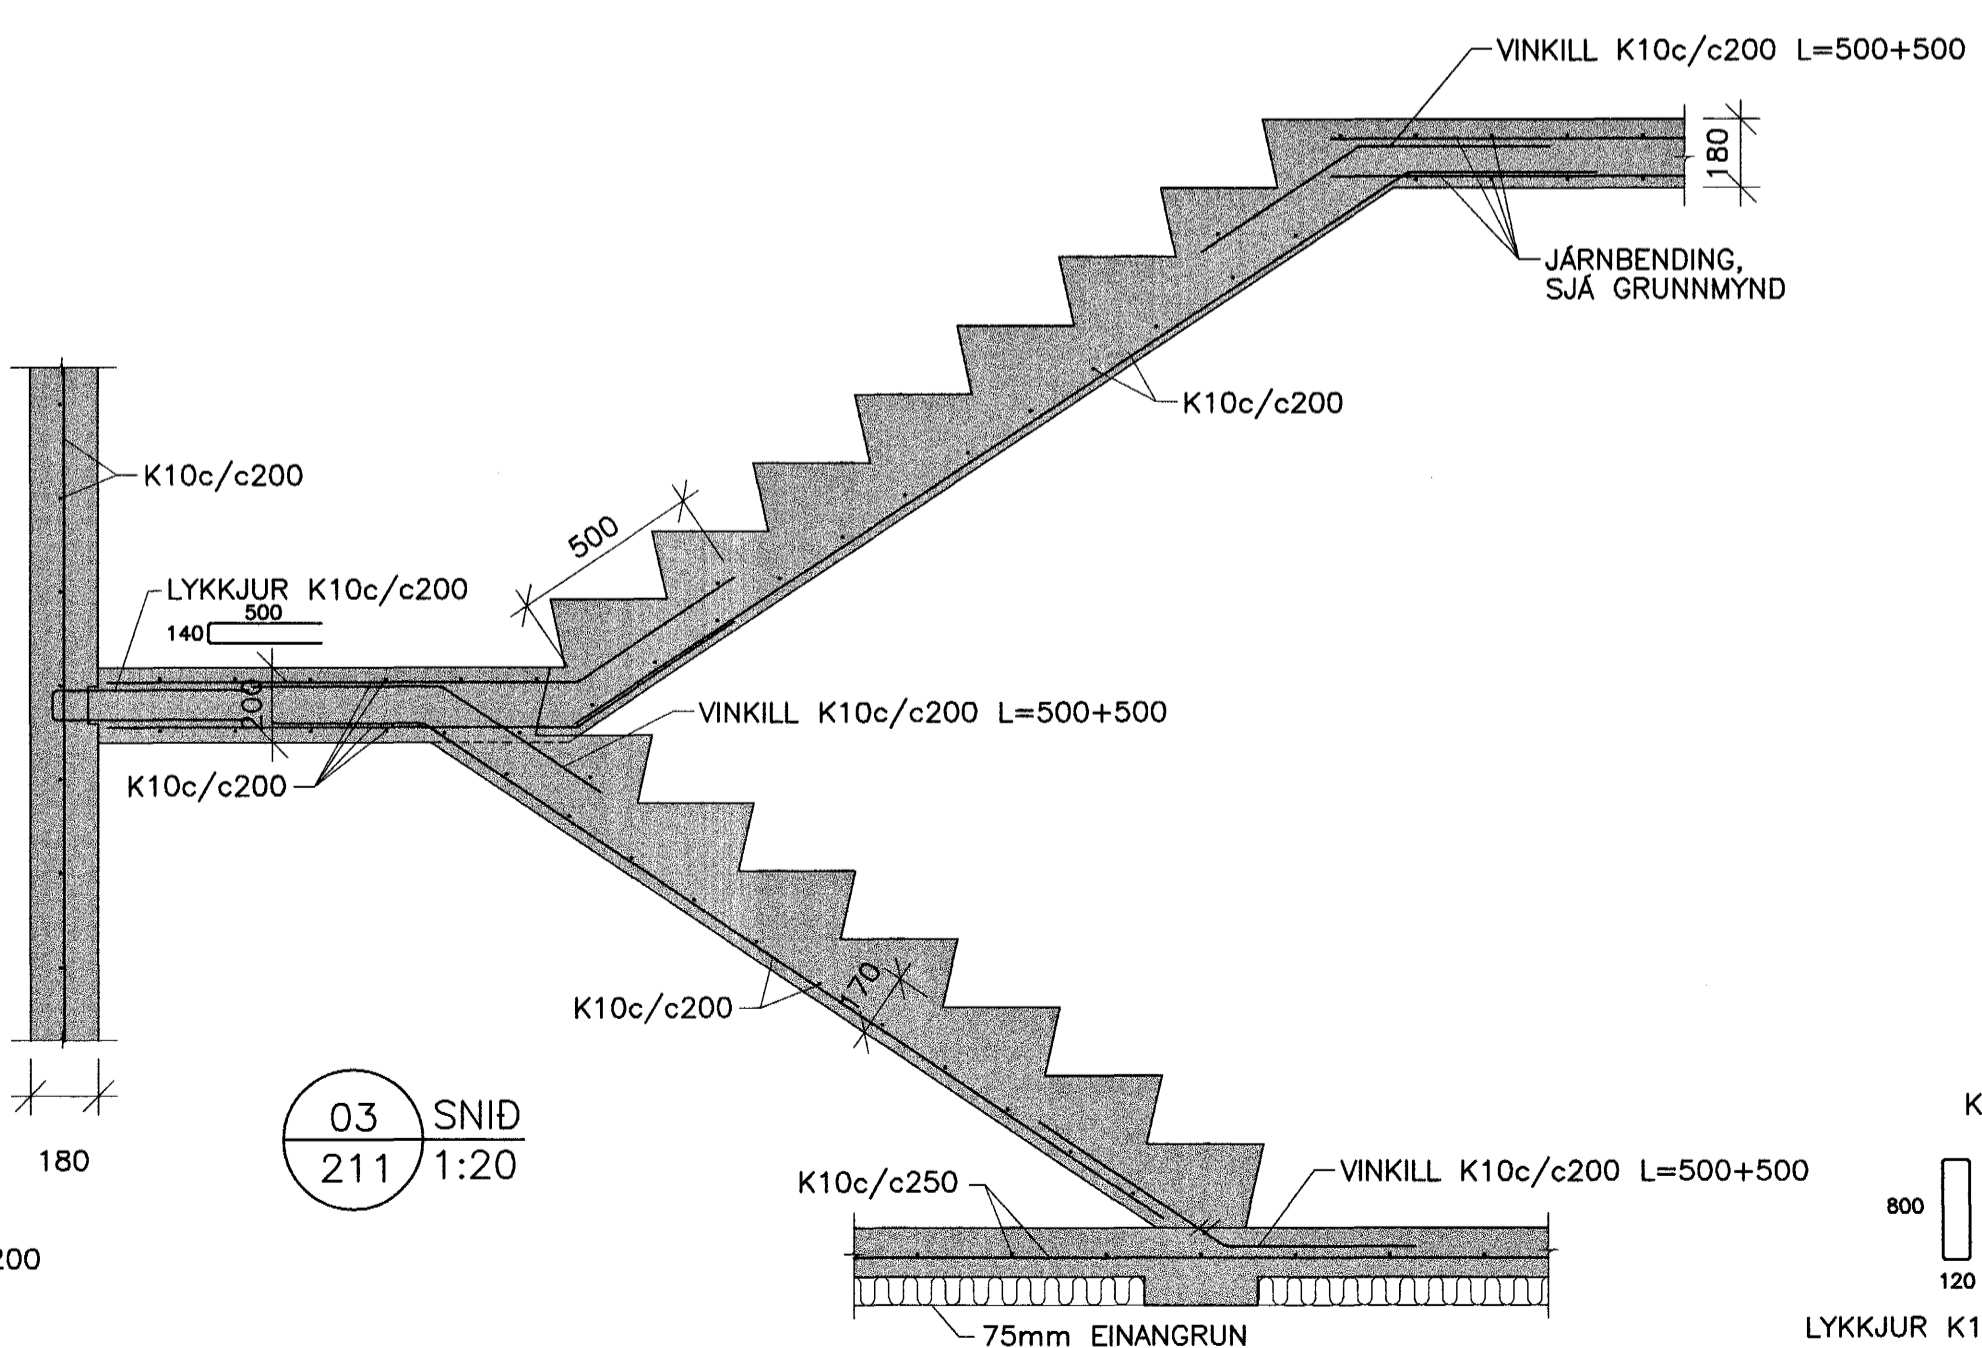 VINKILL K10c/c200 L=500+500
180
JÁRNBENDING,
SJÁ GRUNNMYND
K10c/c200
K10c/c200
500
LYKKJUR K10c/c200
500
140
200
VINKILL K10c/c200 L=500+500
K10c/c200
K10c/c200
170
03
211
SNIÐ
1:20
180
K10c/c250
VINKILL K10c/c200 L=500+500
75mm EINANGRUN
200
K
800
120
LYKKJUR K1